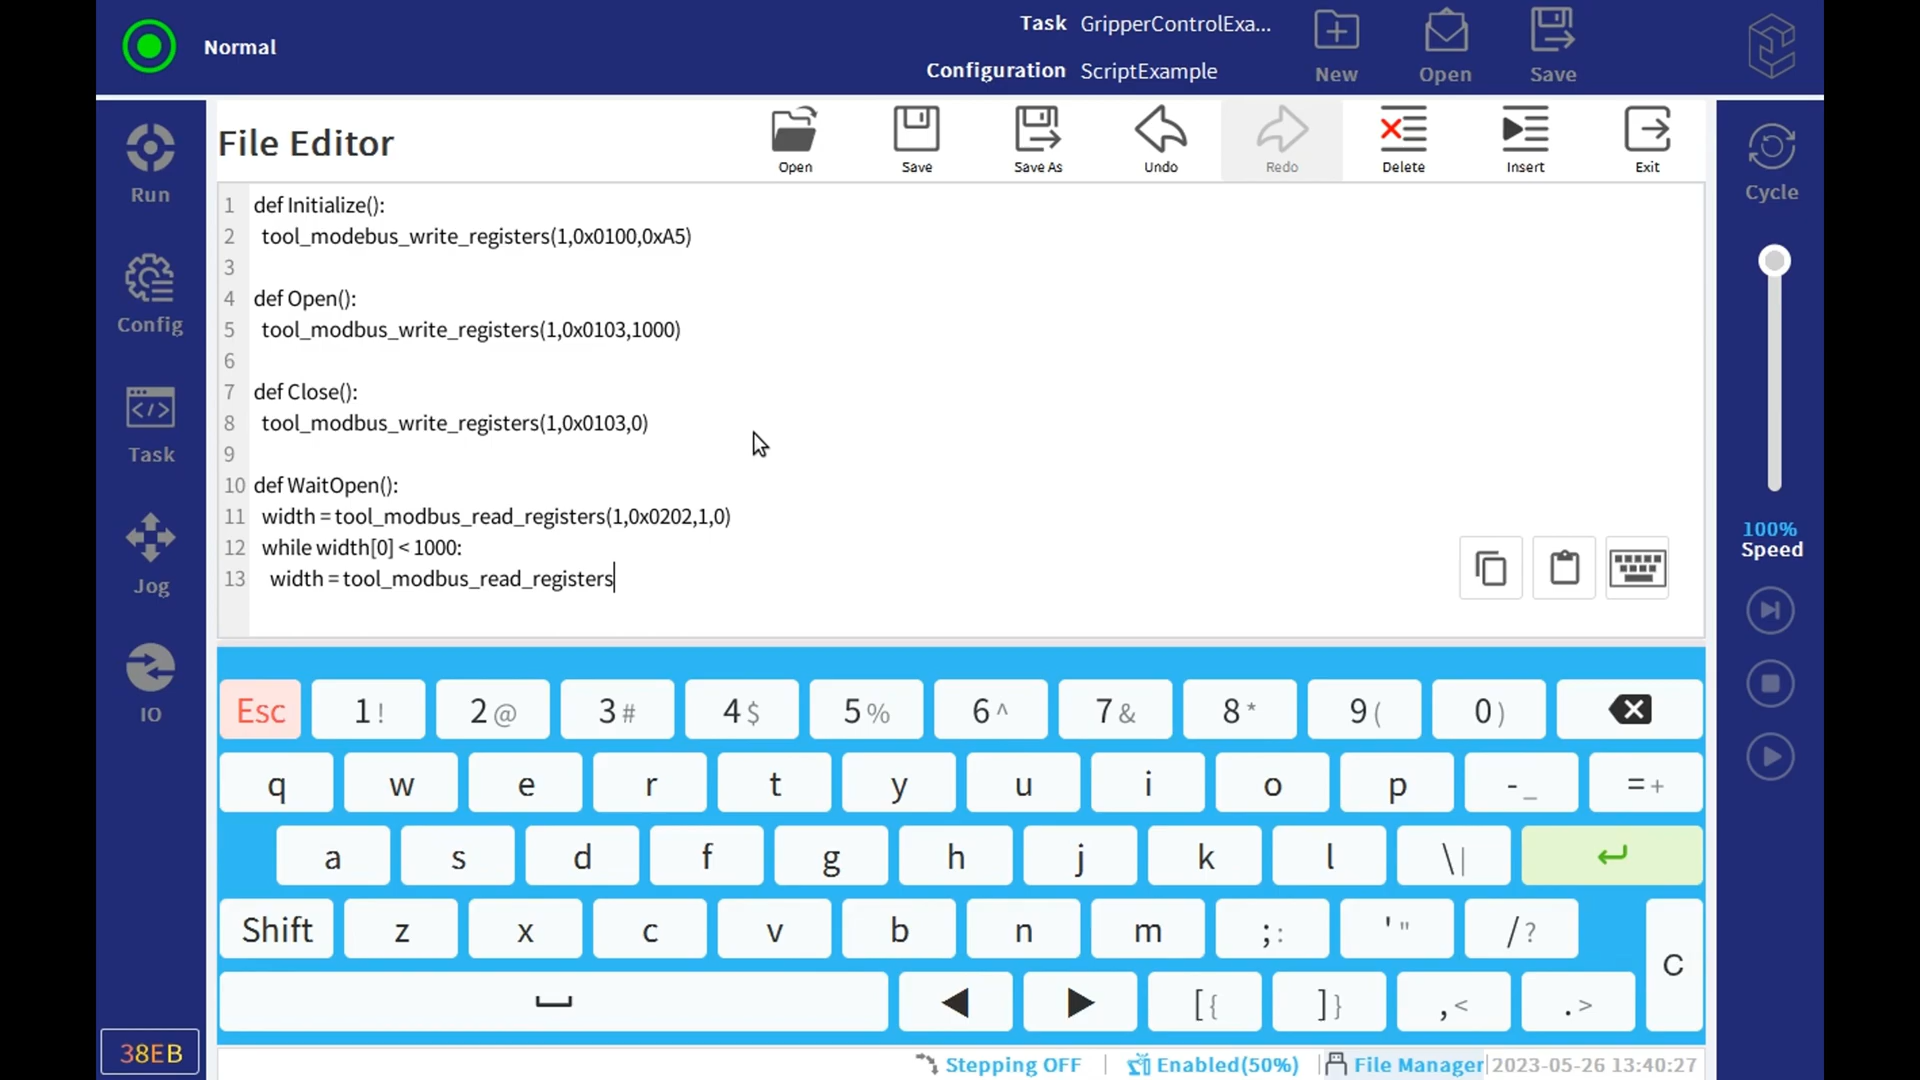 Normal
Task GripperControlExa...
Configuration ScriptExample
New
Open
Save
File Editor
Open
Save
Save As
Undo
Redo
Delete
Insert
Exit
Run
Config
Task
Jog
IO
38EB
Cycle
100%
Speed
1 def Initialize():
2 tool_modebus_write_registers(1,0x0100,0xA5)
3
4 def Open():
5 tool_modbus_write_registers(1,0x0103,1000)
6
7 def Close():
8 tool_modbus_write_registers(1,0x0103,0)
9
10 def WaitOpen():
11 width = tool_modbus_read_registers(1,0x0202,1,0)
12 while width[0] < 1000:
13 width = tool_modbus_read_registers
Esc 1 ! 2 @ 3 # 4 $ 5 % 6 ^ 7 & 8 * 9 ( 0 )
q w e r t y u i o p - _ = +
a s d f g h j k l \ |
Shift z x c v b n m ; : ' " / ? C
[ { ] } , < . >
Stepping OFF | Enabled(50%) | File Manager | 2023-05-26 13:40:27